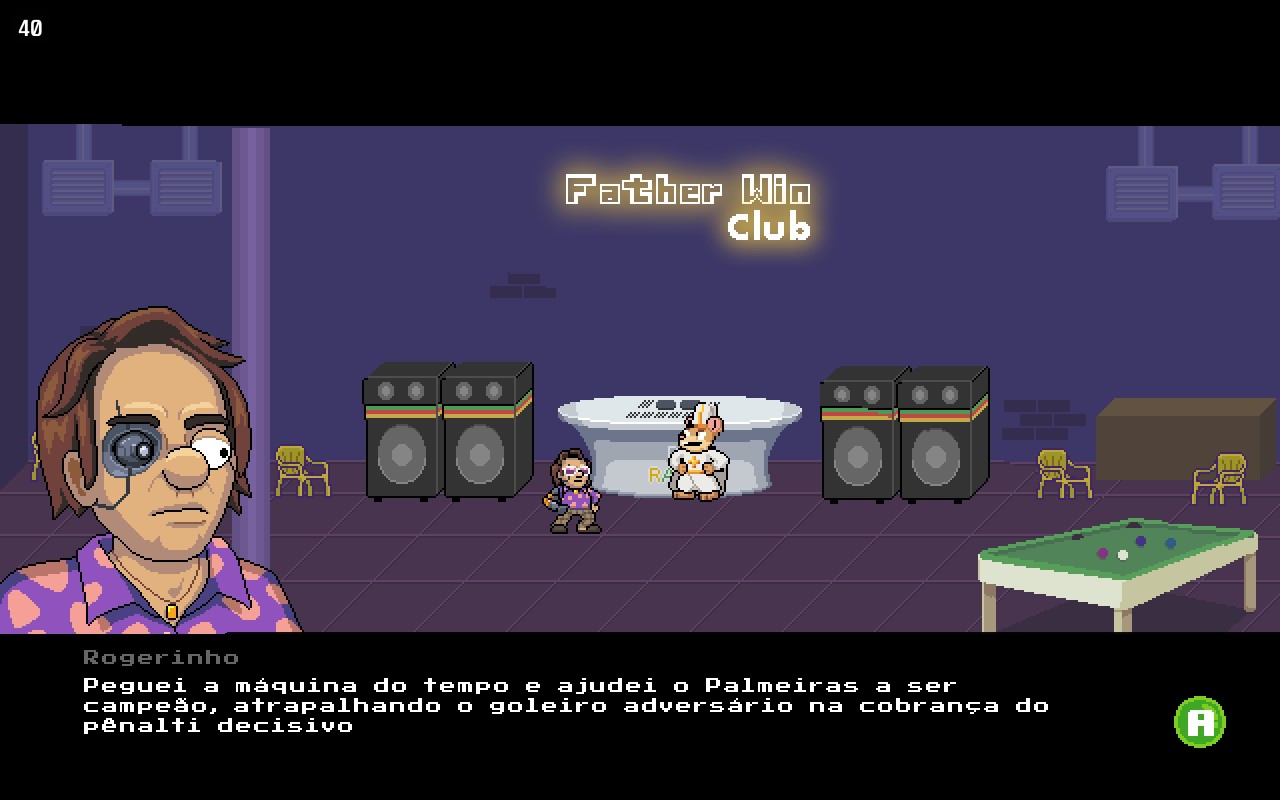 40
Father Win
Club
RA
Rogerinho
Peguei a máquina do tempo e ajudei o Palmeiras a ser
campeão, atrapalhando o goleiro adversário na cobrança do
pênalti decisivo
A